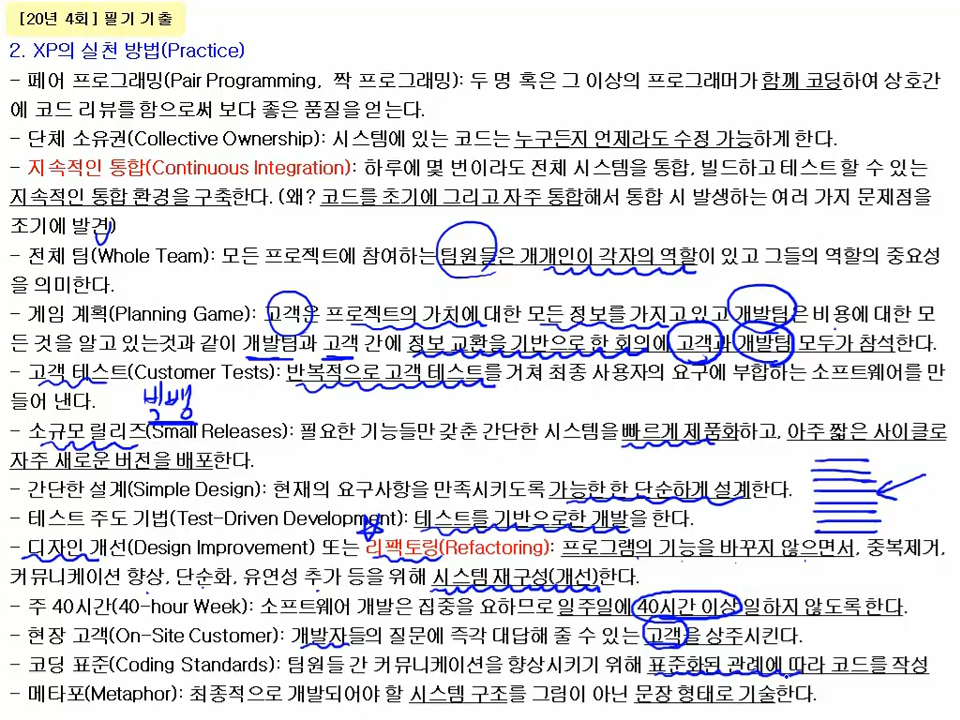 [20년 4회] 필기 기출
2. XP의 실천 방법(Practice)
- 페어 프로그래밍(Pair Programming, 짝 프로그래밍): 두 명 혹은 그 이상의 프로그래머가 함께 코딩하여 상호간
에 코드 리뷰를 함으로써 보다 좋은 품질을 얻는다.
- 단체 소유권(Collective Ownership): 시스템에 있는 코드는 누구든지 언제라도 수정 가능하게 한다.
- 지속적인 통합(Continuous Integration): 하루에 몇 번이라도 전체 시스템을 통합, 빌드하고 테스트 할 수 있는
지속적인 통합 환경을 구축한다. (왜? 코드를 초기에 그리고 자주 통합해서 통합 시 발생하는 여러 가지 문제점을
조기에 발견)
- 전체 팀(Whole Team): 모든 프로젝트에 참여하는 팀원들은 개개인이 각자의 역할이 있고 그들의 역할의 중요성
을 의미한다.
- 게임 계획(Planning Game): 고객은 프로젝트의 가치에 대한 모든 정보를 가지고 있고 개발팀은 비용에 대한 모
든 것을 알고 있는것과 같이 개발팀과 고객 간에 정보 교환을 기반으로 한 회의에 고객과 개발팀 모두가 참석한다.
- 고객 테스트(Customer Tests): 반복적으로 고객 테스트를 거쳐 최종 사용자의 요구에 부합하는 소프트웨어를 만
들어 낸다.
빅뱅
- 소규모 릴리즈(Small Releases): 필요한 기능들만 갖춘 간단한 시스템을 빠르게 제품화하고, 아주 짧은 사이클로
자주 새로운 버전을 배포한다.
- 간단한 설계(Simple Design): 현재의 요구사항을 만족시키도록 가능한 한 단순하게 설계한다.
- 테스트 주도 기법(Test-Driven Development): 테스트를 기반으로한 개발을 한다.
- 디자인 개선(Design Improvement) 또는 리팩토링(Refactoring): 프로그램의 기능을 바꾸지 않으면서, 중복제거,
커뮤니케이션 향상, 단순화, 유연성 추가 등을 위해 시스템 재구성(개선)한다.
- 주 40시간(40-hour Week): 소프트웨어 개발은 집중을 요하므로 일주일에 40시간 이상 일하지 않도록 한다.
- 현장 고객(On-Site Customer): 개발자들의 질문에 즉각 대답해 줄 수 있는 고객을 상주시킨다.
- 코딩 표준(Coding Standards): 팀원들 간 커뮤니케이션을 향상시키기 위해 표준화된 관례에 따라 코드를 작성
- 메타포(Metaphor): 최종적으로 개발되어야 할 시스템 구조를 그림이 아닌 문장 형태로 기술한다.